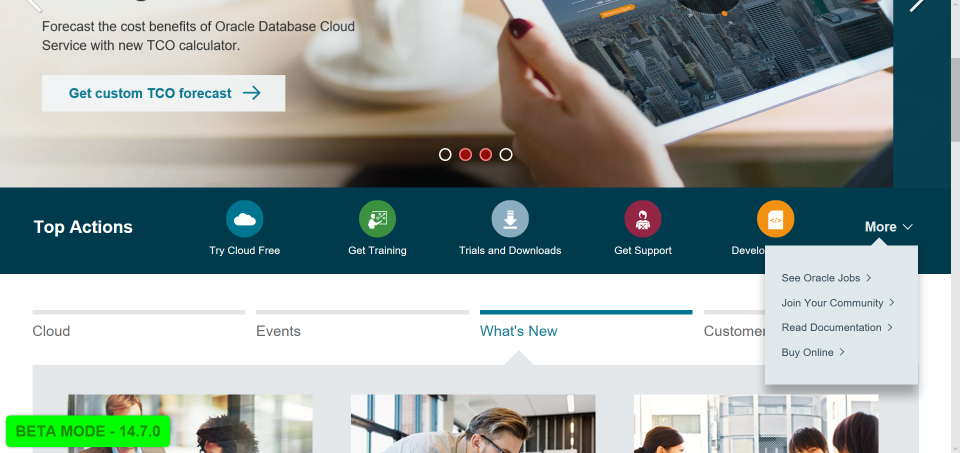 Forecast the cost benefits of Oracle Database Cloud
Service with new TCO calculator.
Get custom TCO forecast
Top Actions
Try Cloud Free
Get Training
Trials and Downloads
Get Support
More
See Oracle Jobs
Join Your Community
Read Documentation
Buy Online
Cloud
Events
What's New
BETA MODE - 14.7.0